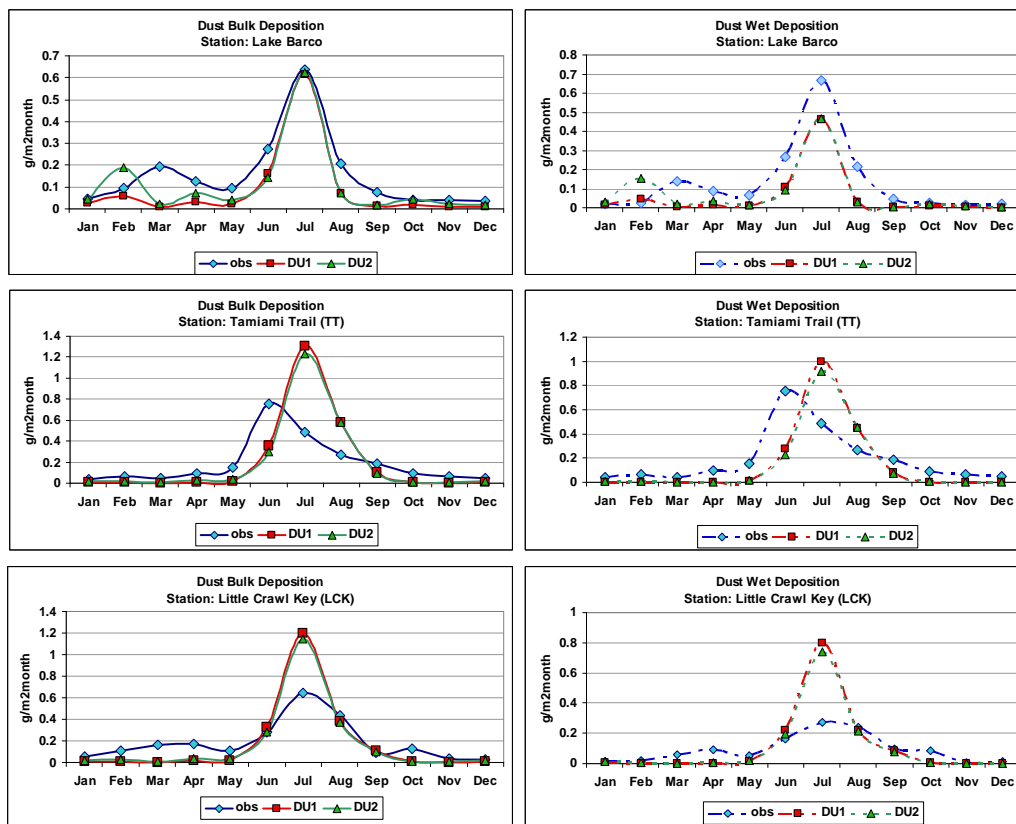 Dust Bulk Deposition
Station: Lake Barco
g/m2month
0.7
0.6
0.5
0.4
0.3
0.2
0.1
0
Jan Feb Mar Apr May Jun Jul Aug Sep Oct Nov Dec
obs DU1 DU2
Dust Wet Deposition
Station: Lake Barco
g/m2month
0.8
0.7
0.6
0.5
0.4
0.3
0.2
0.1
0
Jan Feb Mar Apr May Jun Jul Aug Sep Oct Nov Dec
obs DU1 DU2
Dust Bulk Deposition
Station: Tamiami Trail (TT)
g/m2month
1.4
1.2
1
0.8
0.6
0.4
0.2
0
Jan Feb Mar Apr May Jun Jul Aug Sep Oct Nov Dec
obs DU1 DU2
Dust Wet Deposition
Station: Tamiami Trail (TT)
g/m2month
1.2
1
0.8
0.6
0.4
0.2
0
Jan Feb Mar Apr May Jun Jul Aug Sep Oct Nov Dec
obs DU1 DU2
Dust Bulk Deposition
Station: Little Crawl Key (LCK)
g/m2month
1.4
1.2
1
0.8
0.6
0.4
0.2
0
Jan Feb Mar Apr May Jun Jul Aug Sep Oct Nov Dec
obs DU1 DU2
Dust Wet Deposition
Station: Little Crawl Key (LCK)
g/m2month
1
0.8
0.6
0.4
0.2
0
Jan Feb Mar Apr May Jun Jul Aug Sep Oct Nov Dec
obs DU1 DU2